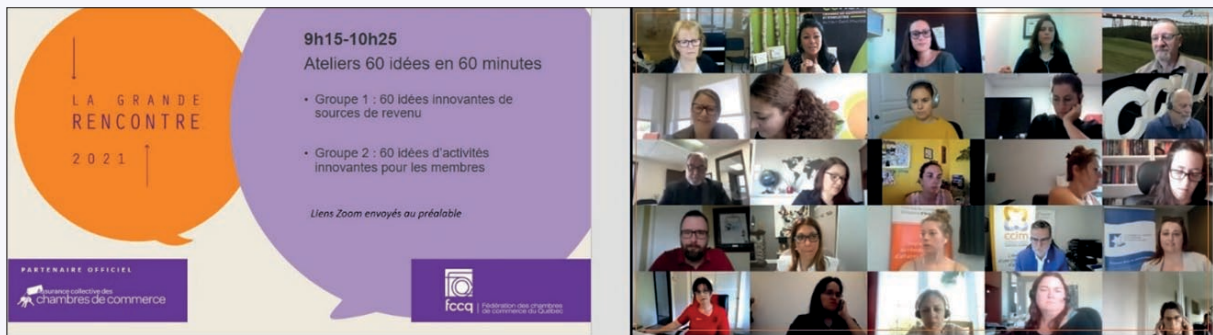 LA GRANDE
RENCONTRE
2021
9h15-10h25
Ateliers 60 idées en 60 minutes
• Groupe 1 : 60 idées innovantes de
sources de revenu
• Groupe 2 : 60 idées d'activités
innovantes pour les membres
Liens Zoom envoyés au préalable
PARTENAIRE OFFICIEL
chambres de commerce
fccq
Fédération des chambres
de commerce du Québec
ccim